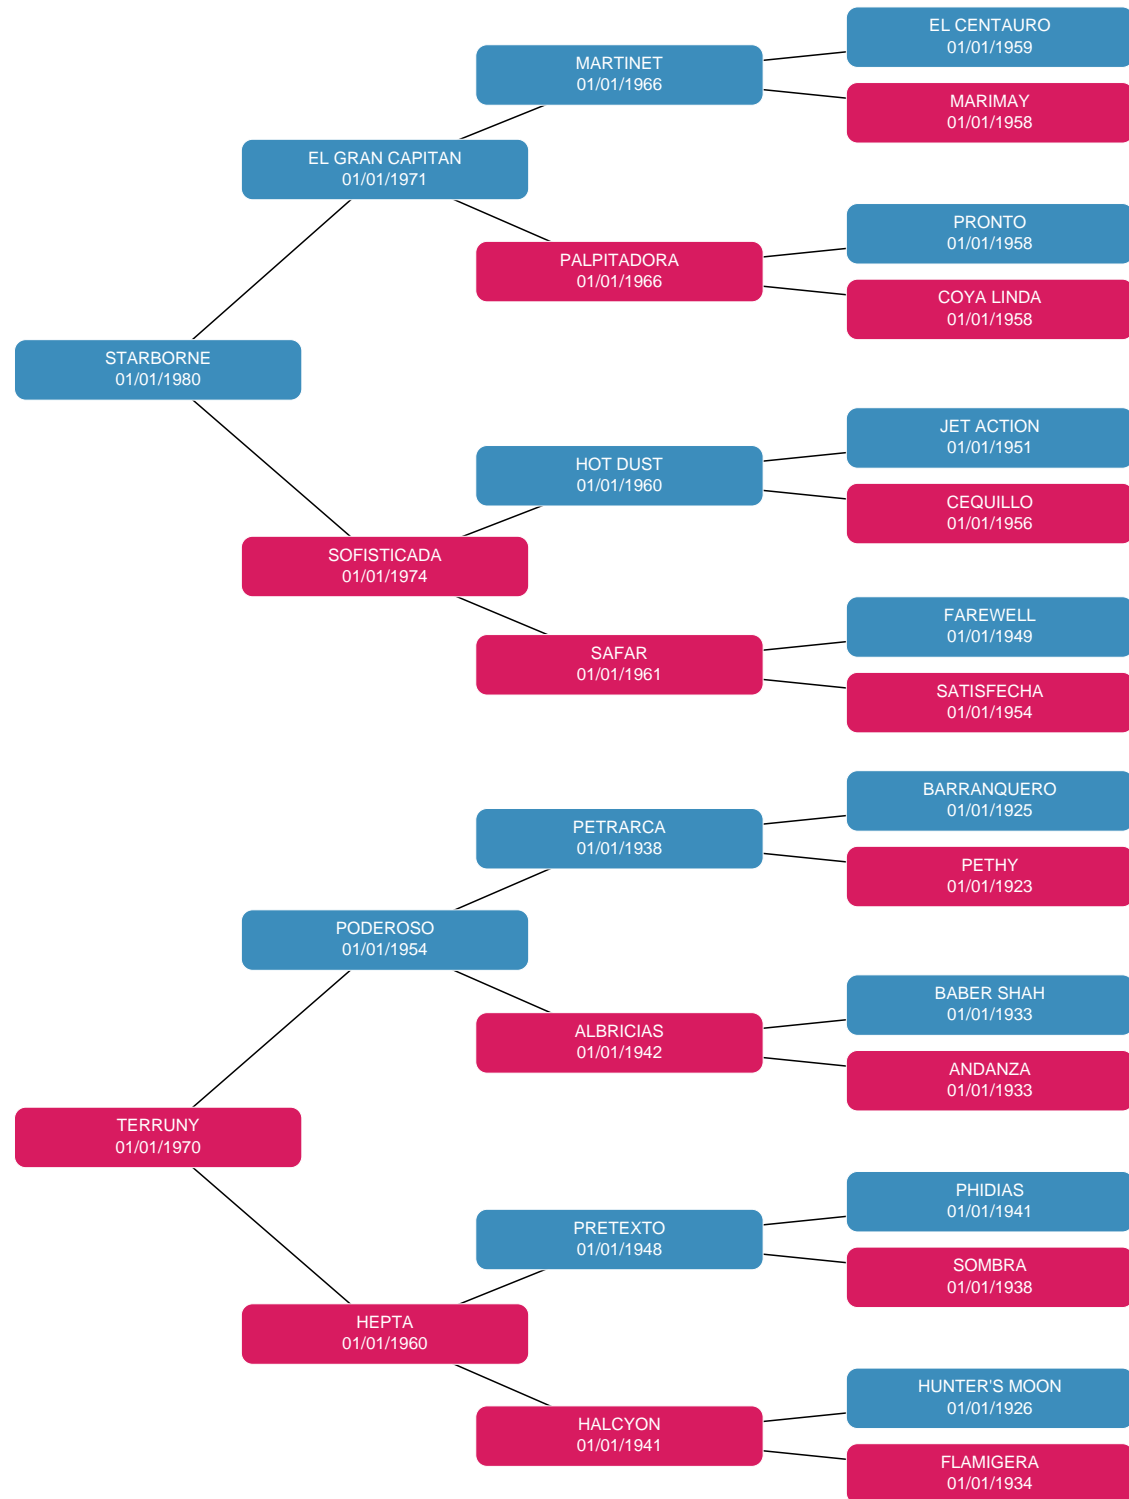 EL CENTAURO
01/01/1959
MARTINET
01/01/1966
MARIMAY
01/01/1958
EL GRAN CAPITAN
01/01/1971
PRONTO
01/01/1958
PALPITADORA
01/01/1966
COYA LINDA
01/01/1958
STARBORNE
01/01/1980
JET ACTION
01/01/1951
HOT DUST
01/01/1960
CEQUILLO
01/01/1956
SOFISTICADA
01/01/1974
FAREWELL
01/01/1949
SAFAR
01/01/1961
SATISFECHA
01/01/1954
BARRANQUERO
01/01/1925
PETRARCA
01/01/1938
PETHY
01/01/1923
PODEROSO
01/01/1954
BABER SHAH
01/01/1933
ALBRICIAS
01/01/1942
ANDANZA
01/01/1933
TERRUNY
01/01/1970
PHIDIAS
01/01/1941
PRETEXTO
01/01/1948
SOMBRA
01/01/1938
HEPTA
01/01/1960
HUNTER'S MOON
01/01/1926
HALCYON
01/01/1941
FLAMIGERA
01/01/1934